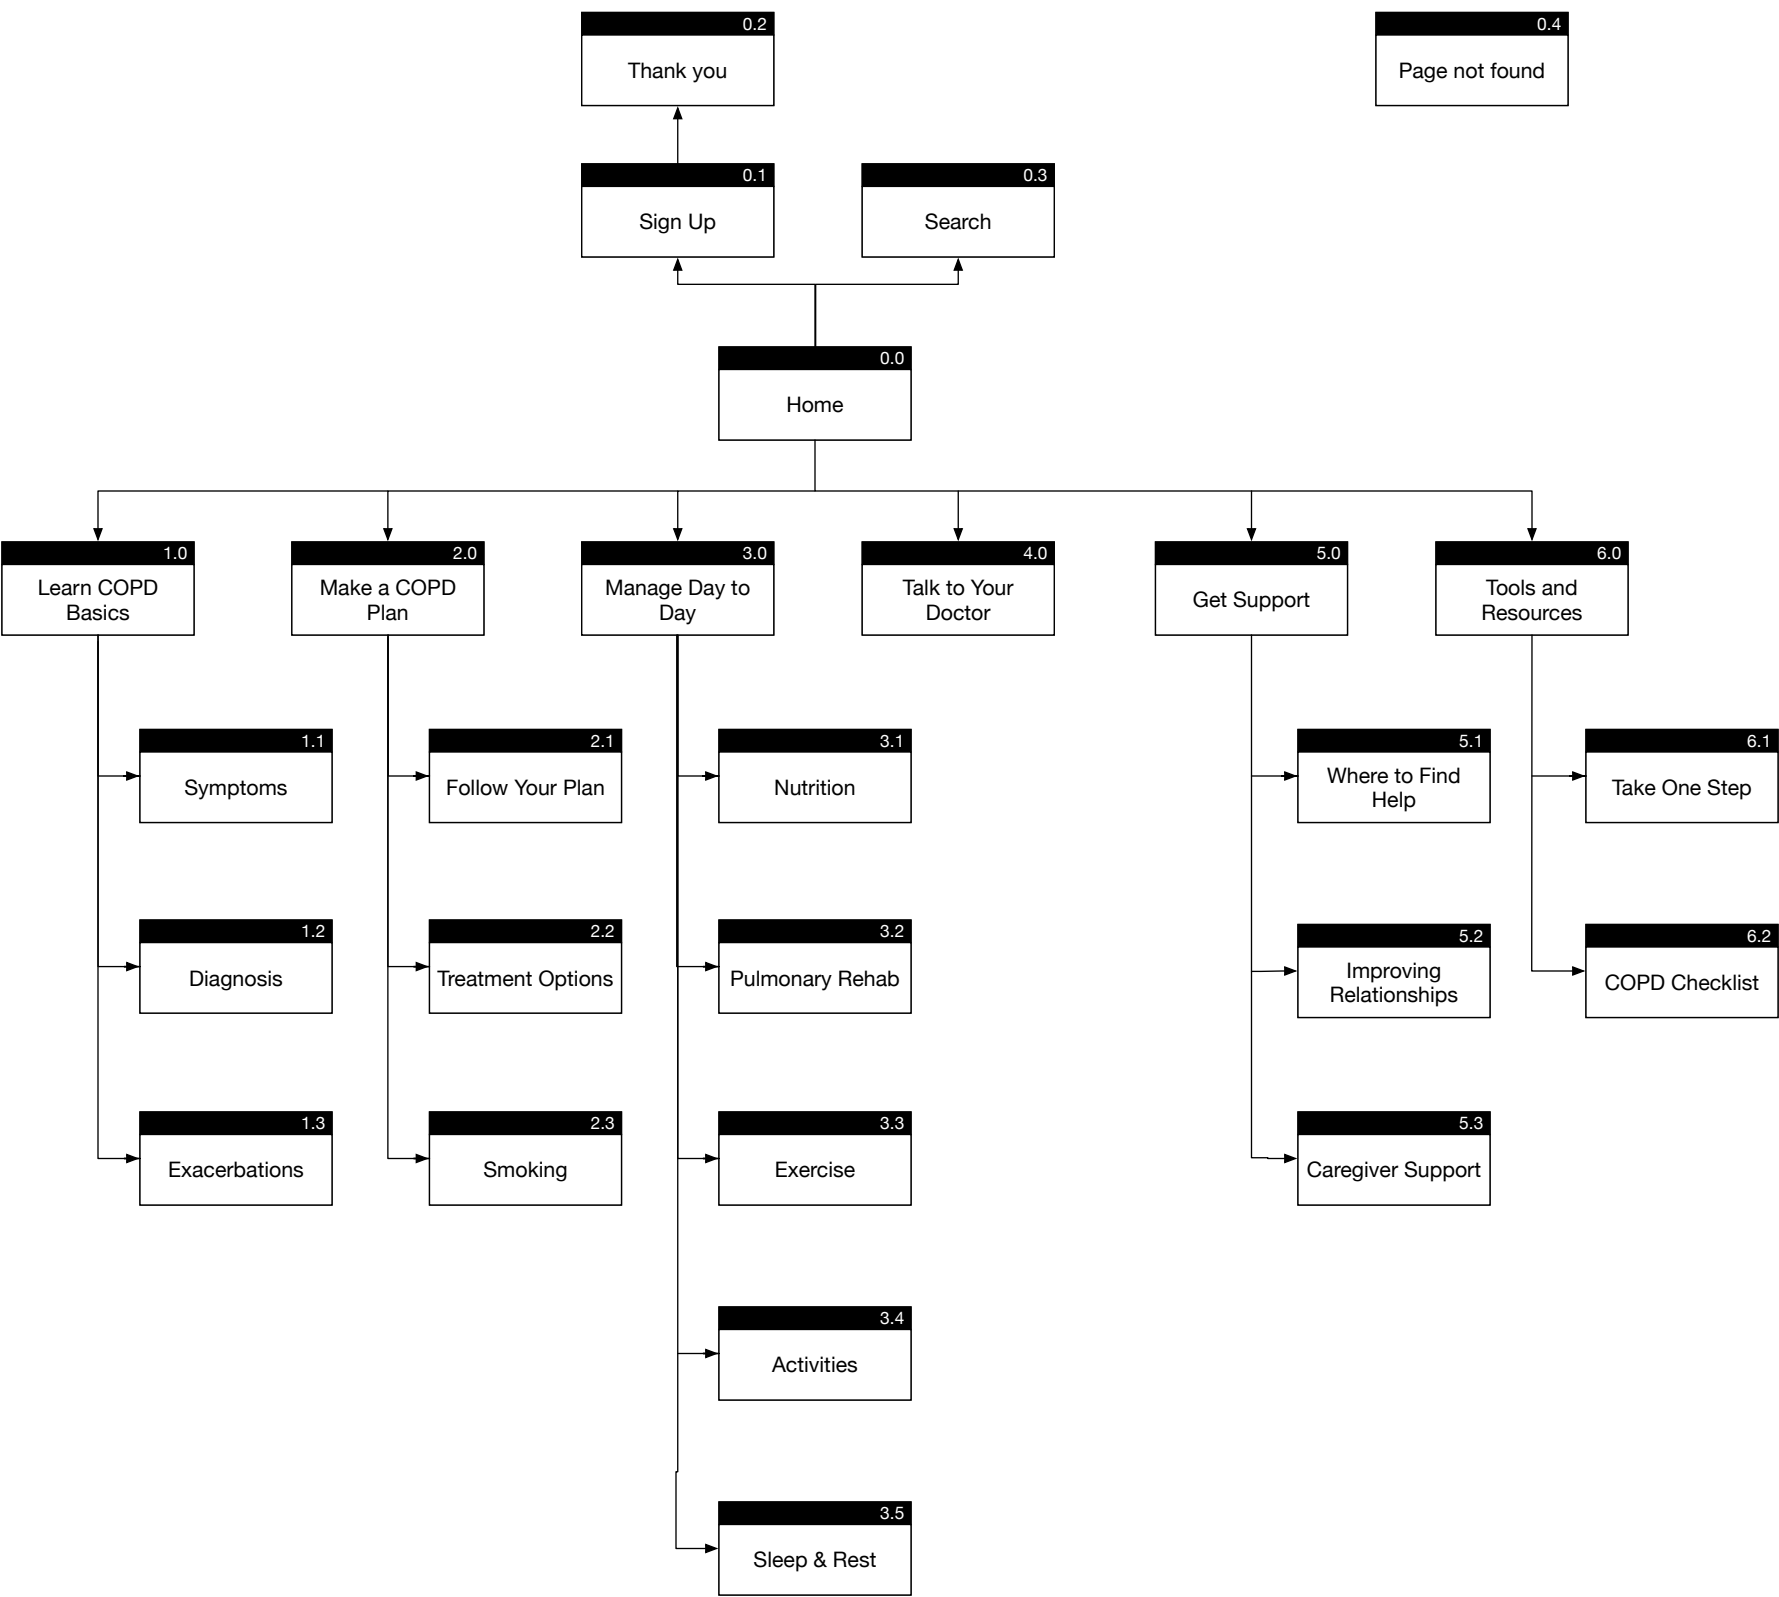 0.2
Thank you
0.4
Page not found
0.1
Sign Up
0.3
Search
0.0
Home
1.0
Learn COPD
Basics
2.0
Make a COPD
Plan
3.0
Manage Day to
Day
4.0
Talk to Your
Doctor
5.0
Get Support
6.0
Tools and
Resources
1.1
Symptoms
2.1
Follow Your Plan
3.1
Nutrition
5.1
Where to Find
Help
6.1
Take One Step
1.2
Diagnosis
2.2
Treatment Options
3.2
Pulmonary Rehab
5.2
Improving
Relationships
6.2
COPD Checklist
1.3
Exacerbations
2.3
Smoking
3.3
Exercise
5.3
Caregiver Support
3.4
Activities
3.5
Sleep & Rest